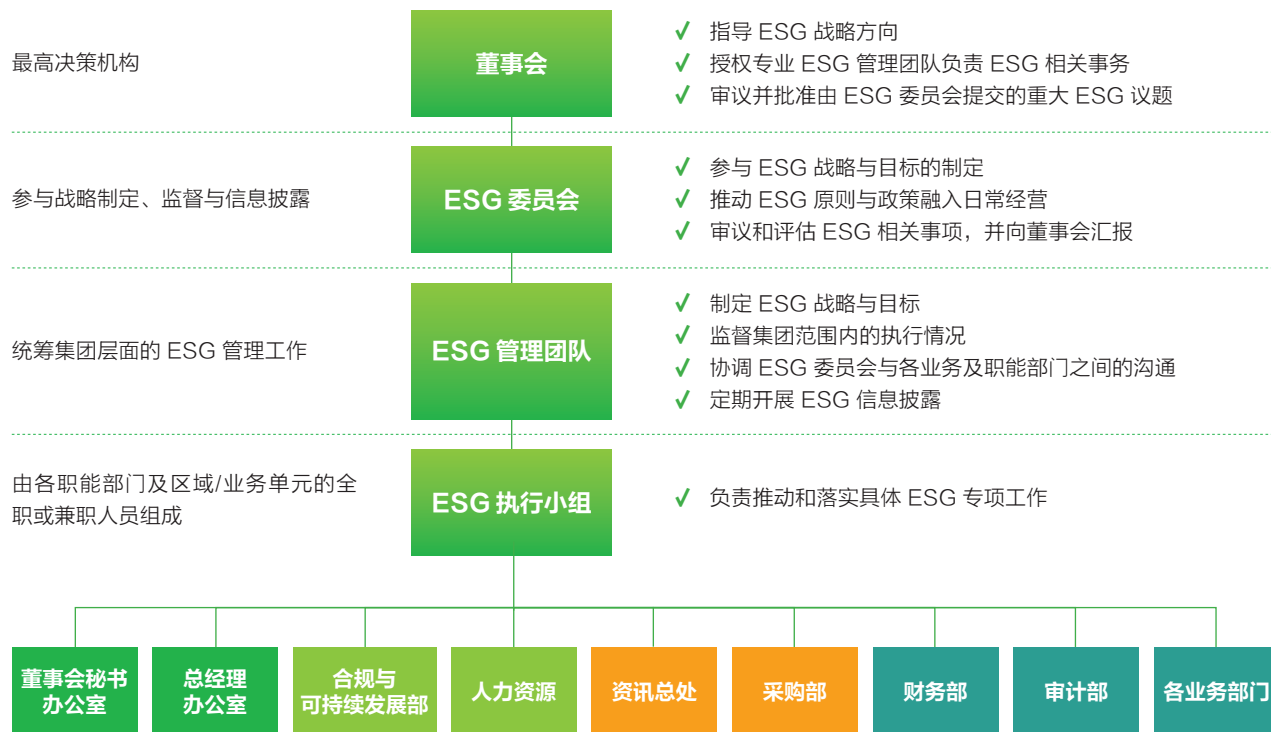 最高决策机构
董事会
√ 指导 ESG 战略方向
√ 授权专业 ESG 管理团队负责 ESG 相关事务
√ 审议并批准由 ESG 委员会提交的重大 ESG 议题
参与战略制定、监督与信息披露
ESG 委员会
√ 参与 ESG 战略与目标的制定
√ 推动 ESG 原则与政策融入日常经营
√ 审议和评估 ESG 相关事项，并向董事会汇报
统筹集团层面的 ESG 管理工作
ESG 管理团队
√ 制定 ESG 战略与目标
√ 监督集团范围内的执行情况
√ 协调 ESG 委员会与各业务及职能部门之间的沟通
√ 定期开展 ESG 信息披露
由各职能部门及区域/业务单元的全
职或兼职人员组成
ESG 执行小组
√ 负责推动和落实具体 ESG 专项工作
董事会秘书
办公室
总经理
办公室
合规与
可持续发展部
人力资源
资讯总处
采购部
财务部
审计部
各业务部门